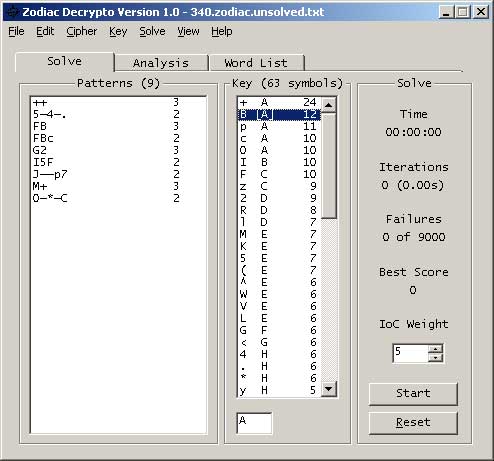 Zodiac Decrypto Version 1.0 - 340.zodiac.unsolved.txt
File Edit Cipher Key Solve View Help
Solve Analysis Word List
Patterns (9)
++ 3
5-4-. 2
FB 3
FBc 2
G2 3
I5F 2
J——p7 2
M+ 3
O-*-C 2
Key (63 symbols)
+ A 24
B [A] 12
p A 11
c A 10
O A 10
I B 10
F C 10
z C 9
2 D 9
R D 8
l D 7
M E 7
K E 7
5 E 7
( E 7
^ E 6
W E 6
V E 6
L E 6
G F 6
< G 6
4 H 6
. H 6
* H 6
y H 5
A
Solve
Time
00:00:00
Iterations
0 (0.00s)
Failures
0 of 9000
Best Score
0
IoC Weight
5
Start
Reset